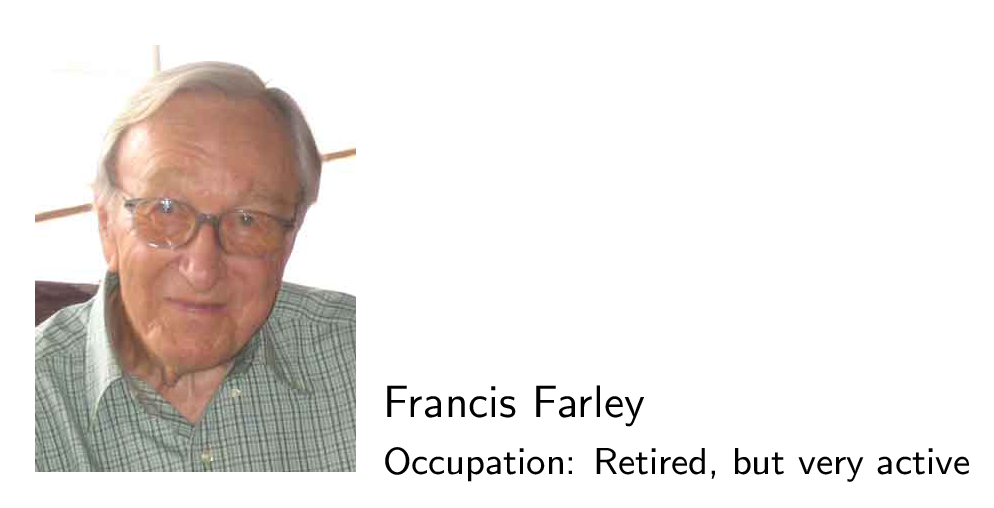 Francis Farley
Occupation: Retired, but very active